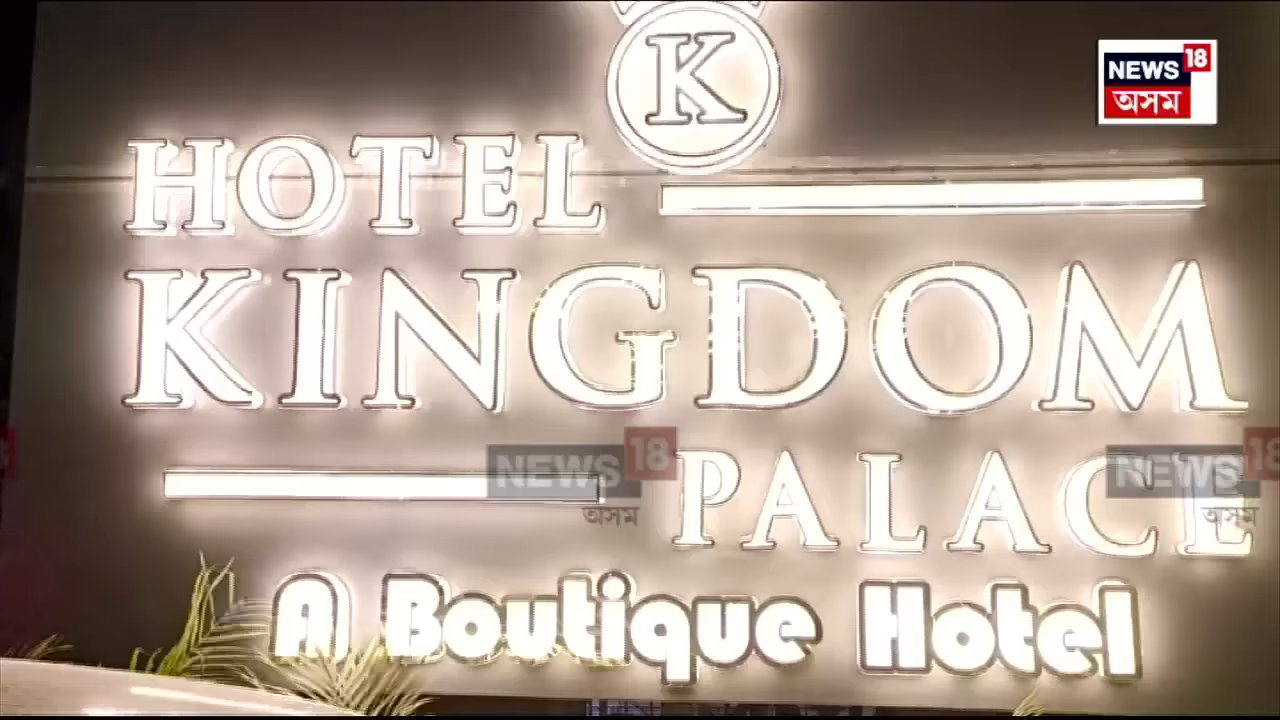 K
NEWS 18
অসম
HOTEL
KINGDOM
PALACE
NEWS 18
অসম
NEWS 18
অসম
A Boutique Hotel